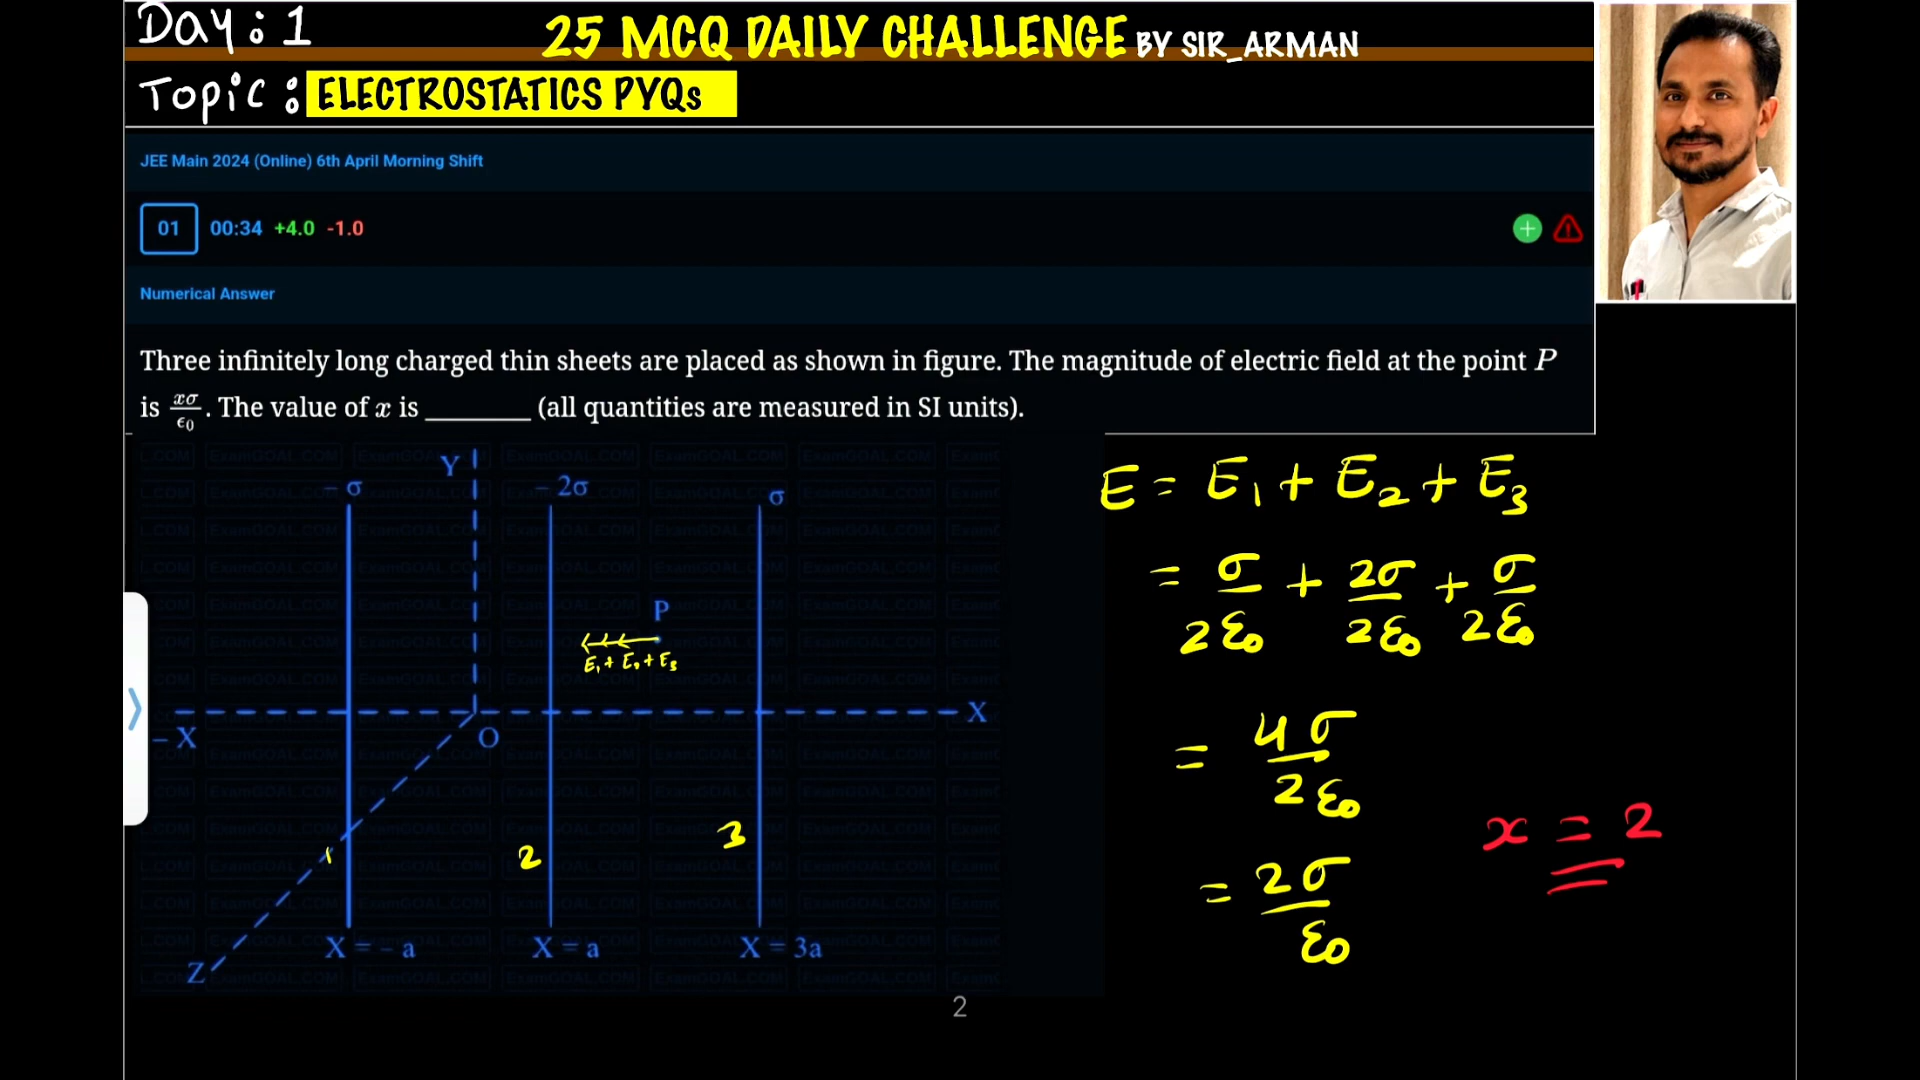 Day: 1
25 MCQ DAILY CHALLENGE BY SIR_ARMAN
Topic: ELECTROSTATICS PYQs
JEE Main 2024 (Online) 6th April Morning Shift
01 00:34 +4.0 -1.0
Numerical Answer
Three infinitely long charged thin sheets are placed as shown in figure. The magnitude of electric field at the point P
is xσ/ϵ0. The value of x is ________ (all quantities are measured in SI units).
Y
- σ
- 2σ
σ
P
E1 + E2 + E3
- X
O
X
1
2
3
X = - a
X = a
X = 3a
Z
E = E1 + E2 + E3
= σ/2ε0 + 2σ/2ε0 + σ/2ε0
= 4σ/2ε0
= 2σ/ε0
x = 2
2